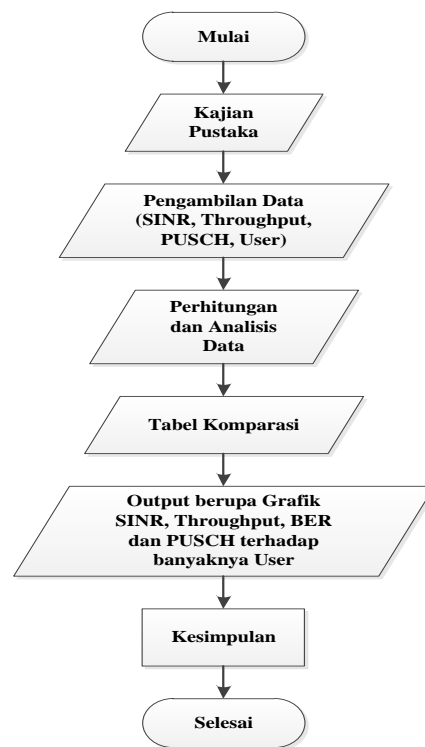 Mulai
Kajian
Pustaka
Pengambilan Data
(SINR, Throughput,
PUSCH, User)
Perhitungan
dan Analisis
Data
Tabel Komparasi
Output berupa Grafik
SINR, Throughput, BER
dan PUSCH terhadap
banyaknya User
Kesimpulan
Selesai